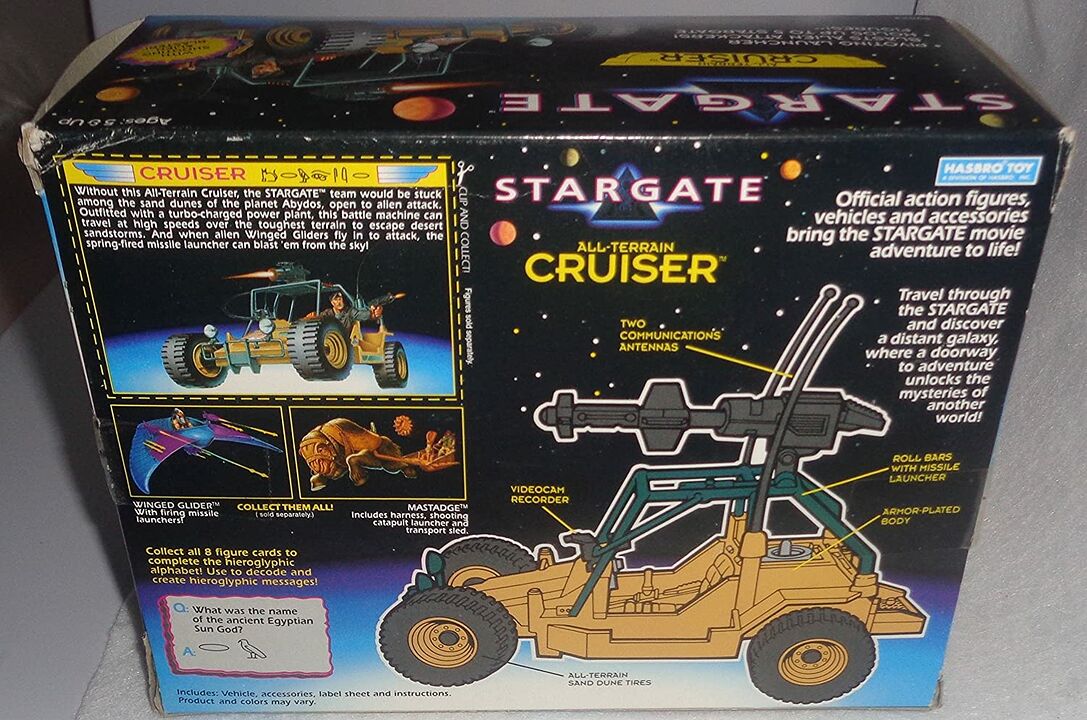 STARGATE
ALL-TERRAIN
CRUISER
• PIVOTING LAUNCHER
Ages: 5 & Up
CRUISER
Without this All-Terrain Cruiser, the STARGATE™ team would be stuck
among the sand dunes of the planet Abydos, open to alien attack.
Outfitted with a turbo-charged power plant, this battle machine can
travel at high speeds over the toughest terrain to escape desert
sandstorms. And when alien Winged Gliders fly in to attack, the
spring-fired missile launcher can blast 'em from the sky!
CLIP AND COLLECT!
Figures sold separately.
WINGED GLIDER™
With firing missile
launchers!
COLLECT THEM ALL!
(sold separately.)
MASTADGE™
Includes harness, shooting
catapult launcher and
transport sled.
Collect all 8 figure cards to
complete the hieroglyphic
alphabet! Use to decode and
create hieroglyphic messages!
Q: What was the name
of the ancient Egyptian
Sun God?
A:
Includes: Vehicle, accessories, label sheet and instructions.
Product and colors may vary.
STARGATE
ALL-TERRAIN
CRUISER™
HASBRO TOY
A DIVISION OF HASBRO, INC.
Official action figures,
vehicles and accessories
bring the STARGATE movie
adventure to life!
Travel through
the STARGATE
and discover
a distant galaxy,
where a doorway
to adventure
unlocks the
mysteries of
another
world!
TWO
COMMUNICATIONS
ANTENNAS
ROLL BARS
WITH MISSILE
LAUNCHER
VIDEOCAM
RECORDER
ARMOR-PLATED
BODY
ALL-TERRAIN
SAND DUNE TIRES